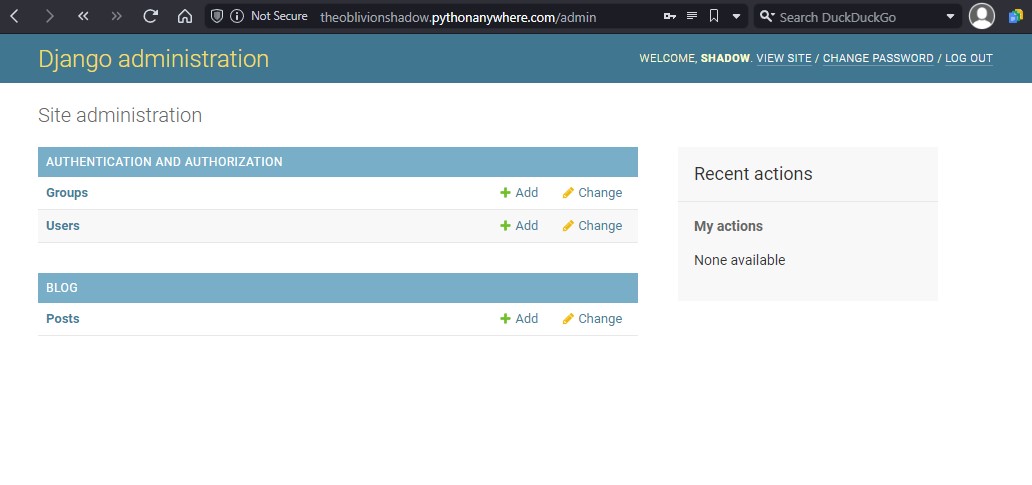 Not Secure theoblivionshadow.pythonanywhere.com/admin Search DuckDuckGo
Django administration
WELCOME, SHADOW. VIEW SITE / CHANGE PASSWORD / LOG OUT
Site administration
AUTHENTICATION AND AUTHORIZATION
Groups Add Change
Users Add Change
BLOG
Posts Add Change
Recent actions
My actions
None available